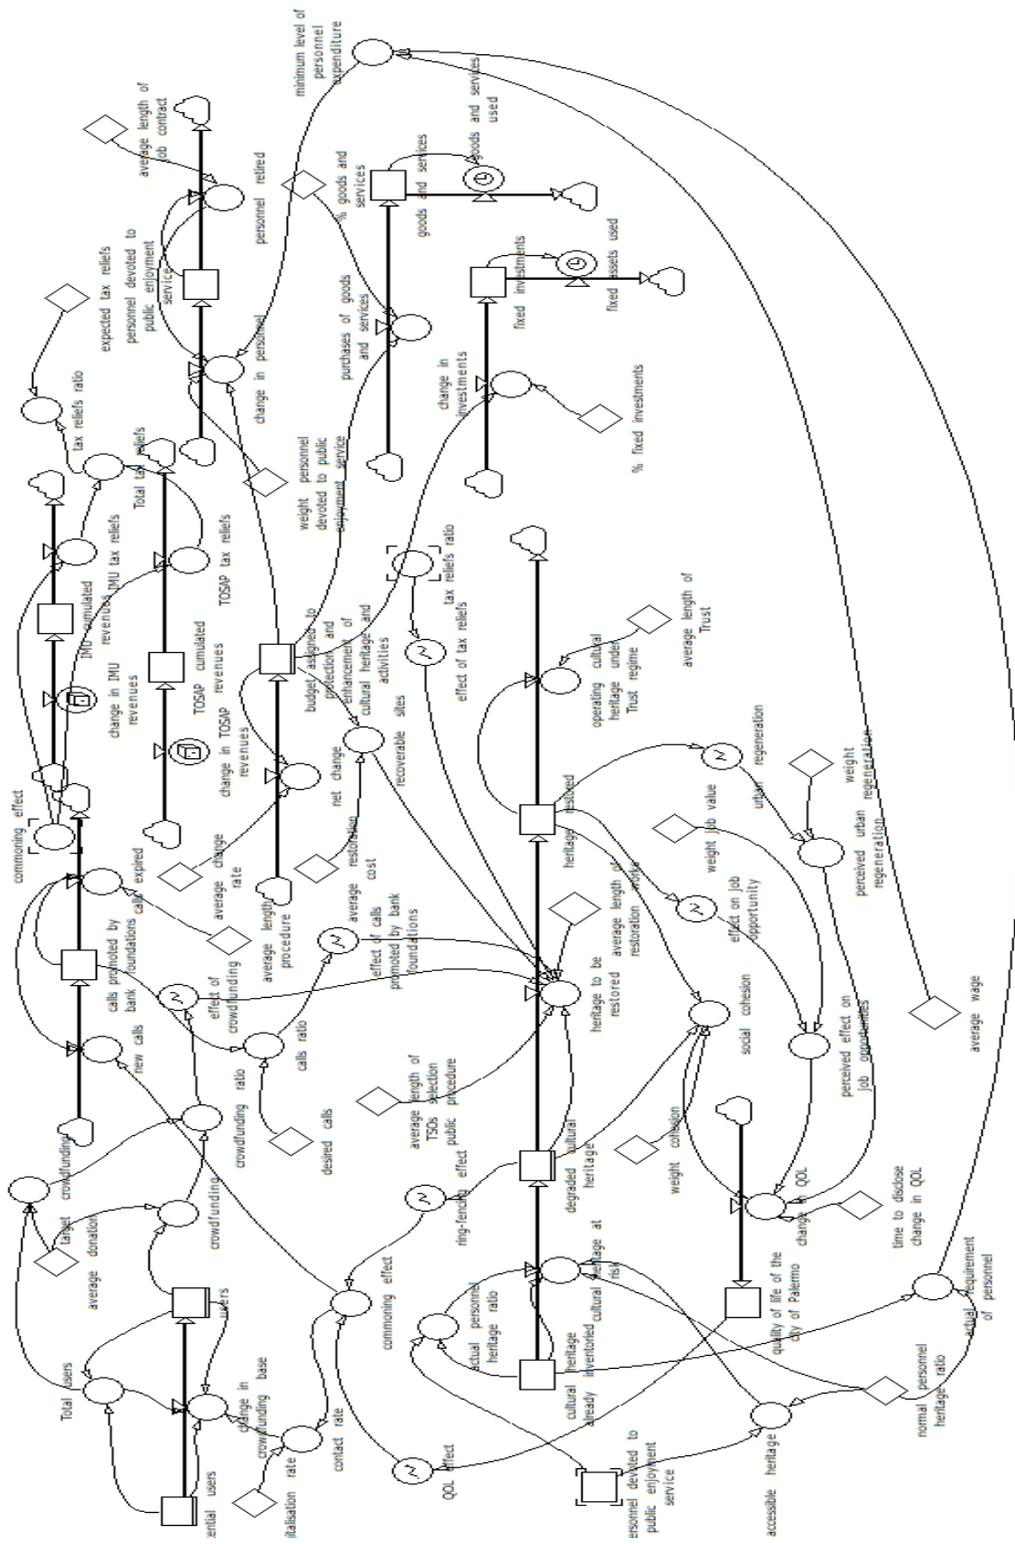 minimum level of
personnel
expenditure
average length of
job contract
personnel retired
goods and services
used
% goods and
services
goods and services
expected tax reliefs
personnel devoted to
public enjoyment
service
tax reliefs ratio
change in personnel
purchases of goods
and services
fixed investments
fixed assets used
change in
investments
% fixed investments
Total tax reliefs
weight personnel
devoted to public
enjoyment service
IMU cumulated
revenues
IMU tax reliefs
TOSAP tax reliefs
change in IMU
revenues
TOSAP cumulated
revenues
change in TOSAP
revenues
budget assigned to
protection and
enhancement of
cultural heritage and
activities
tax reliefs ratio
effect of tax reliefs
average length of
Trust
operating cultural
heritage under
Trust regime
commoning effect
net change
recoverable sites
average change
rate
restoration
cost
average
heritage restored
urban regeneration
weight
regeneration
weight job value
perceived urban
regeneration
calls expired
calls promoted by
bank foundations
average length
procedure
effect of calls
promoted by bank
foundations
average length of
restoration works
effect on job
opportunity
new calls
effect of
crowdfunding
calls ratio
heritage to be
restored
social cohesion
perceived effect on
job opportunities
average wage
crowdfunding ratio
desired calls
average length of
TSOs selection
public procedure
target crowdfunding
average donation
crowdfunding
ring-fencing effect
degraded cultural
heritage
weight cohesion
change in QOL
time to disclose
change in QOL
users
commoning effect
actual personnel
heritage ratio
cultural heritage at
risk
quality of life of the
city of Palermo
actual requirement
of personnel
Total users
change in
crowdfunding base
contact rate
cultural heritage
already inventoried
normal personnel
heritage ratio
ential users
italisation rate
QOL effect
ersonnel devoted to
public enjoyment
service
accessible heritage